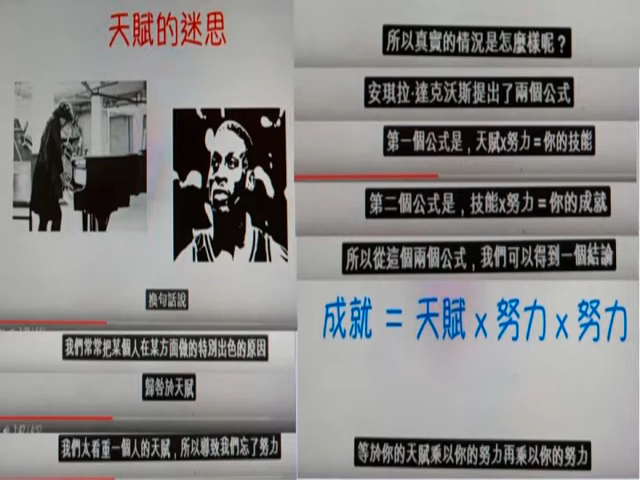 天賦的迷思
換句話說
我們常常把某個人在某方面做的特別出色的原因
歸咎於天賦
我們太看重一個人的天賦，所以導致我們忘了努力
所以真實的情況是怎麼樣呢？
安琪拉·達克沃斯提出了兩個公式
第一個公式是，天賦x努力＝你的技能
第二個公式是，技能x努力＝你的成就
所以從這個兩個公式，我們可以得到一個結論
成就 = 天賦 x 努力 x 努力
等於你的天賦乘以你的努力再乘以你的努力